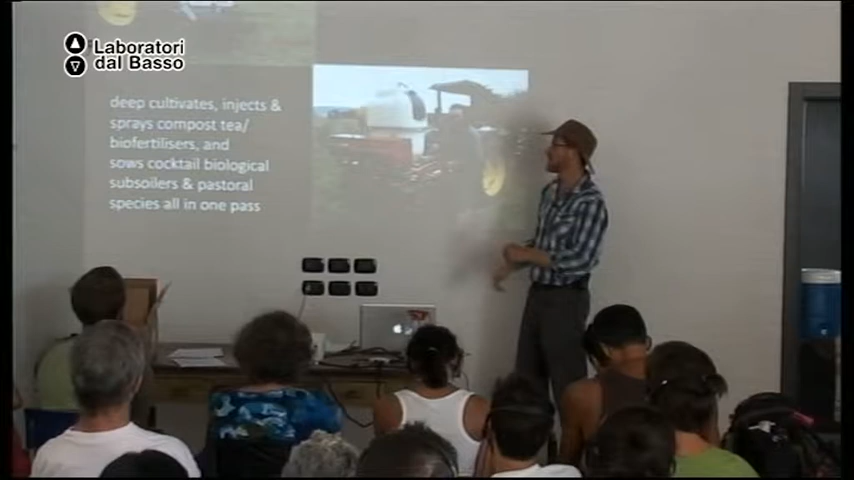 Laboratori
dal Basso
deep cultivates, injects &
sprays compost tea/
biofertilisers, and
sows cocktail biological
subsoilers & pastoral
species all in one pass